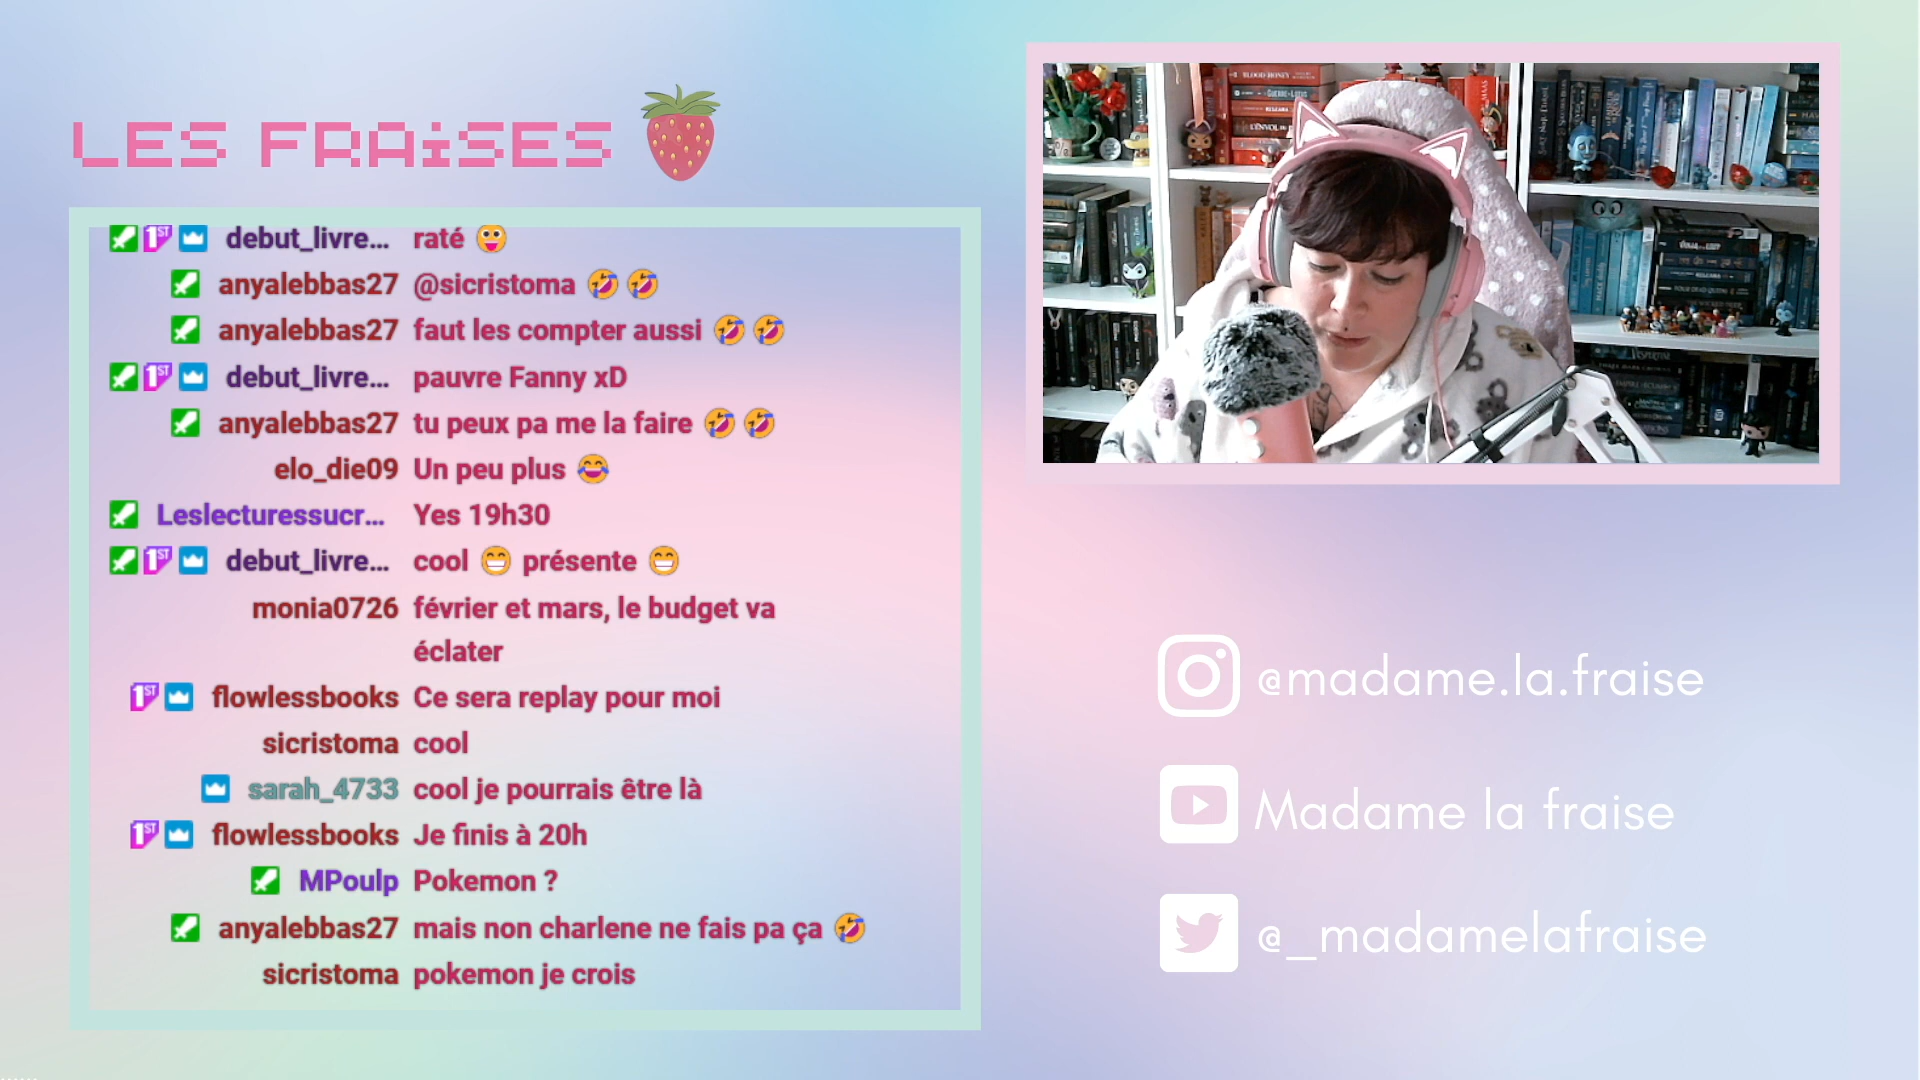 LES FRAiSES
debut_livre... raté 😀
anyalebbas27 @sicristoma 🤣 🤣
anyalebbas27 faut les compter aussi 🤣 🤣
debut_livre... pauvre Fanny xD
anyalebbas27 tu peux pa me la faire 🤣 🤣
elo_die09 Un peu plus 😂
Leslecturessucr... Yes 19h30
debut_livre... cool 😁 présente 😁
monia0726 février et mars, le budget va
éclater
flowlessbooks Ce sera replay pour moi
sicristoma cool
sarah_4733 cool je pourrais être là
flowlessbooks Je finis à 20h
MPoulp Pokemon ?
anyalebbas27 mais non charlene ne fais pa ça 🤣
sicristoma pokemon je crois
BLOOD HONEY
@madame.la.fraise
Madame la fraise
@_madamelafraise